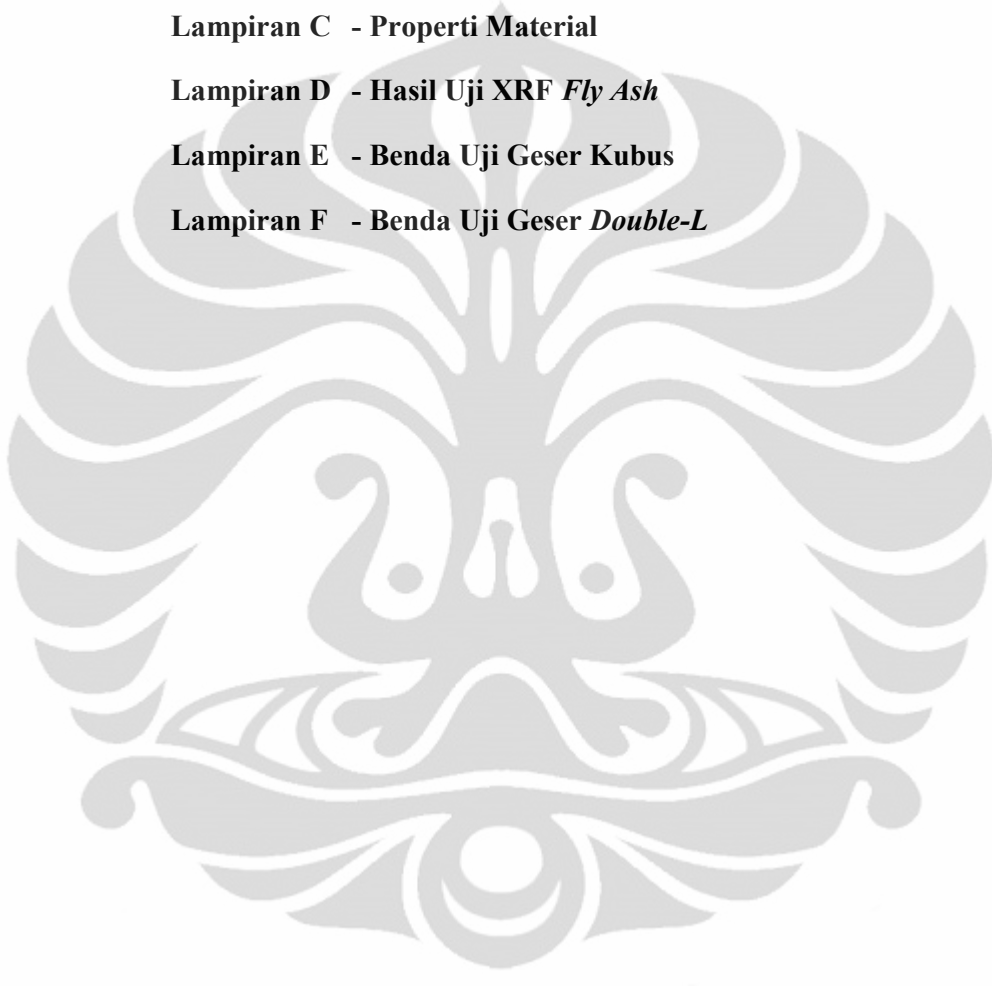 Lampiran C - Properti Material
Lampiran D - Hasil Uji XRF Fly Ash
Lampiran E - Benda Uji Geser Kubus
Lampiran F - Benda Uji Geser Double-L